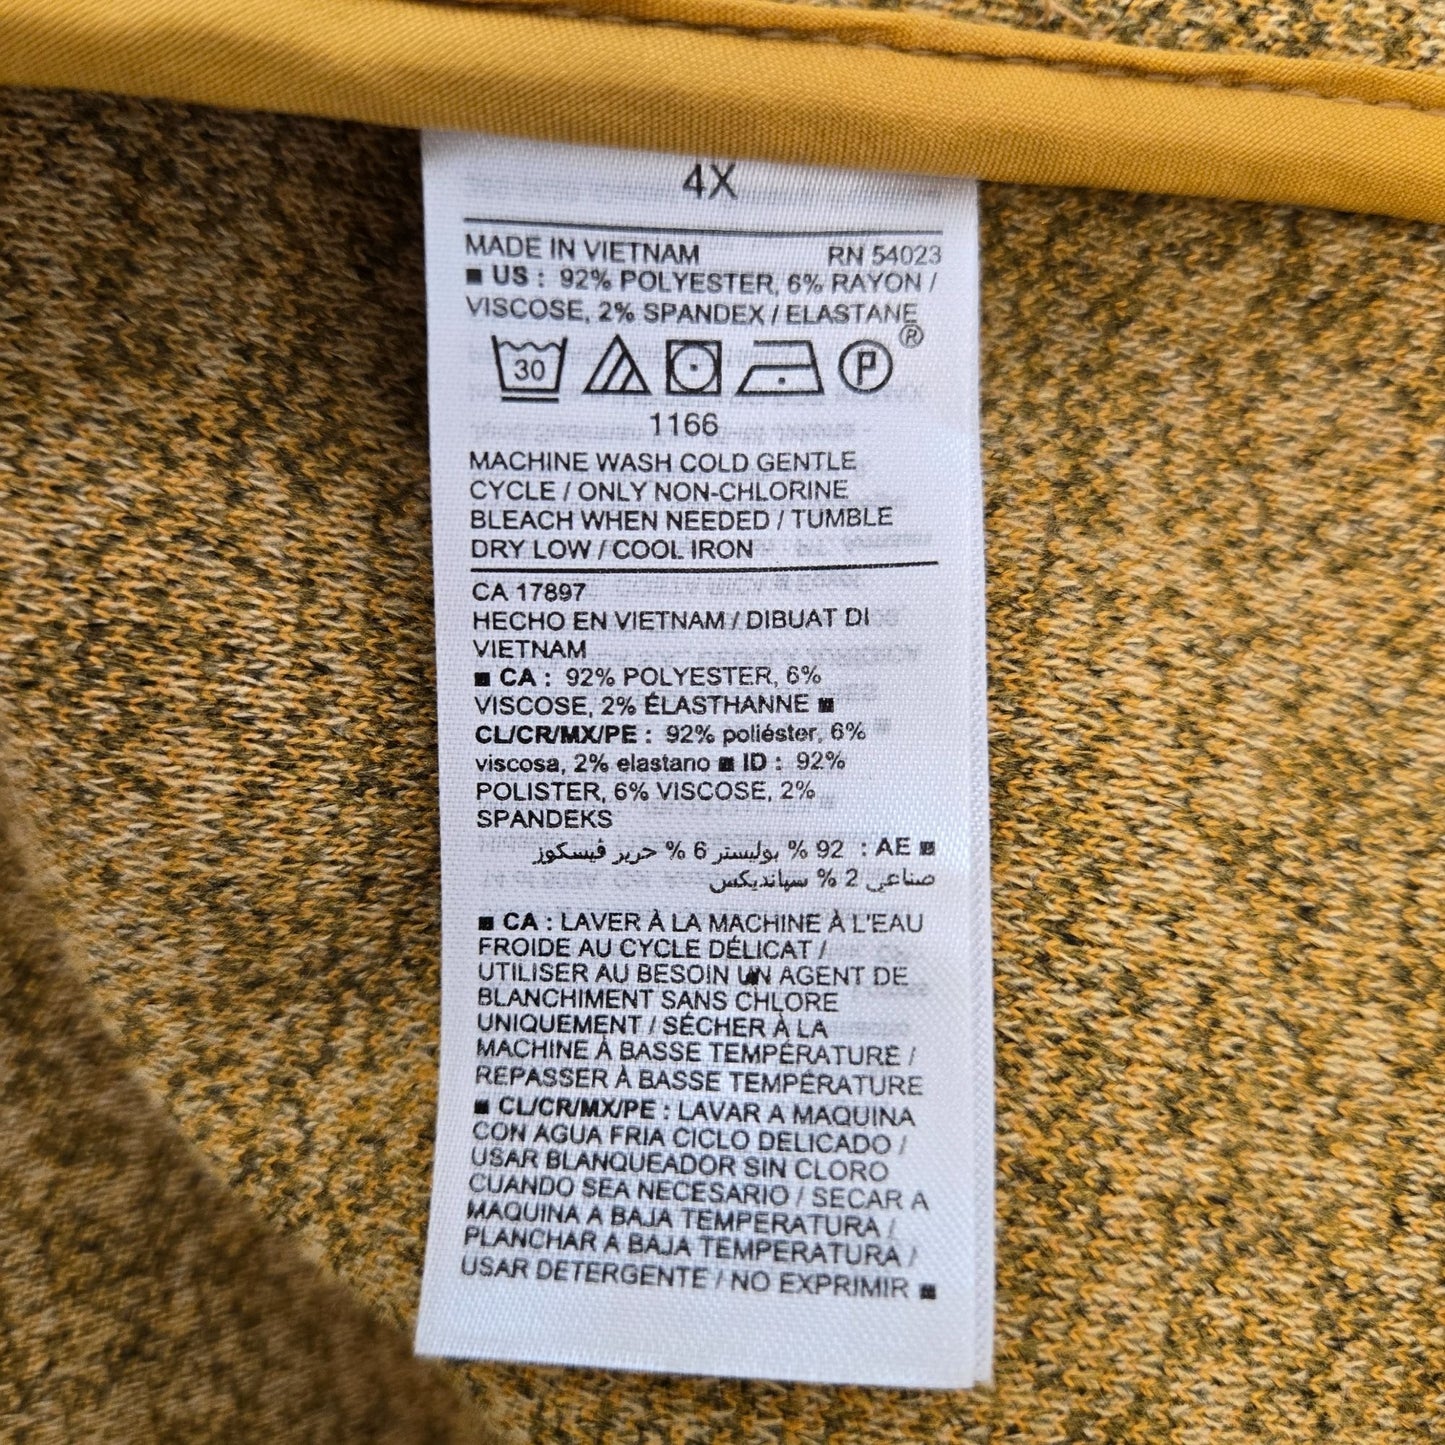 4X
MADE IN VIETNAM RN 54023
■ US : 92% POLYESTER, 6% RAYON /
VISCOSE, 2% SPANDEX / ELASTANE
30 P ®
1166
MACHINE WASH COLD GENTLE
CYCLE / ONLY NON-CHLORINE
BLEACH WHEN NEEDED / TUMBLE
DRY LOW / COOL IRON
CA 17897
HECHO EN VIETNAM / DIBUAT DI
VIETNAM
■ CA : 92% POLYESTER, 6%
VISCOSE, 2% ÉLASTHANNE ■
CL/CR/MX/PE : 92% poliéster, 6%
viscosa, 2% elastano ■ ID : 92%
POLISTER, 6% VISCOSE, 2%
SPANDEKS
■ AE : 92 % بوليستر 6 % حرير فيسكوز
صناعي 2 % سباندیکس
■ CA : LAVER À LA MACHINE À L'EAU
FROIDE AU CYCLE DÉLICAT /
UTILISER AU BESOIN UN AGENT DE
BLANCHIMENT SANS CHLORE
UNIQUEMENT / SÉCHER À LA
MACHINE À BASSE TEMPÉRATURE /
REPASSER À BASSE TEMPÉRATURE
■ CL/CR/MX/PE : LAVAR A MAQUINA
CON AGUA FRIA CICLO DELICADO /
USAR BLANQUEADOR SIN CLORO
CUANDO SEA NECESARIO / SECAR A
MAQUINA A BAJA TEMPERATURA /
PLANCHAR A BAJA TEMPERATURA /
USAR DETERGENTE / NO EXPRIMIR ■